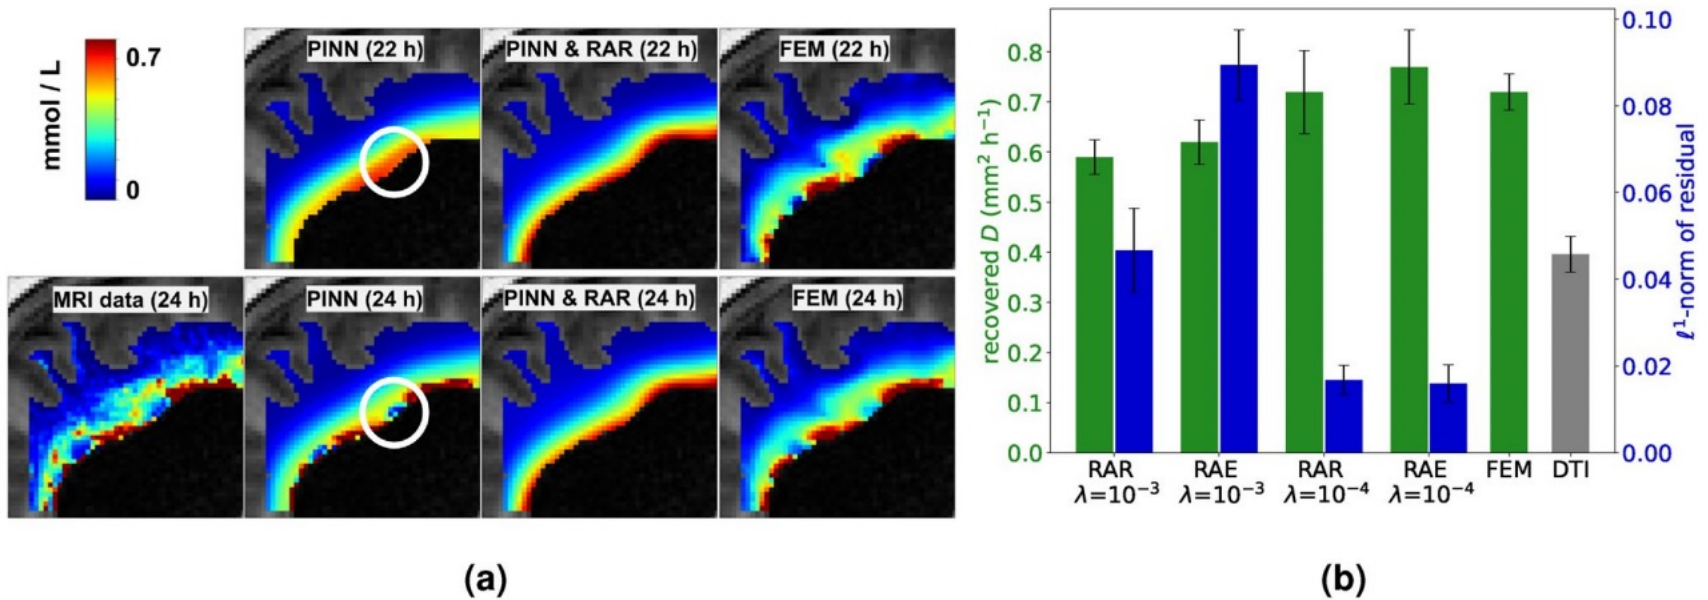 mmol / L
0.7
0
PINN (22 h)
PINN & RAR (22 h)
FEM (22 h)
MRI data (24 h)
PINN (24 h)
PINN & RAR (24 h)
FEM (24 h)
(a)
recovered D (mm² h⁻¹)
0.8
0.7
0.6
0.5
0.4
0.3
0.2
0.1
0.0
0.10
0.08
0.06
0.04
0.02
0.00
ℓ¹-norm of residual
RAR
λ=10⁻³
RAE
λ=10⁻³
RAR
λ=10⁻⁴
RAE
λ=10⁻⁴
FEM
DTI
(b)